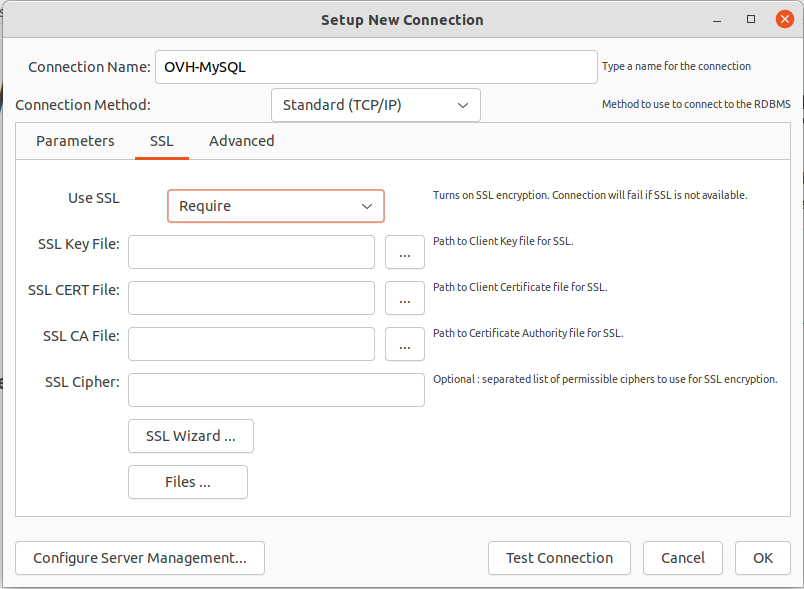 Setup New Connection
Connection Name: OVH-MySQL Type a name for the connection
Connection Method: Standard (TCP/IP) Method to use to connect to the RDBMS
Parameters SSL Advanced
Use SSL Require Turns on SSL encryption. Connection will fail if SSL is not available.
SSL Key File: ... Path to Client Key file for SSL.
SSL CERT File: ... Path to Client Certificate file for SSL.
SSL CA File: ... Path to Certificate Authority file for SSL.
SSL Cipher: Optional : separated list of permissible ciphers to use for SSL encryption.
SSL Wizard ...
Files ...
Configure Server Management... Test Connection Cancel OK